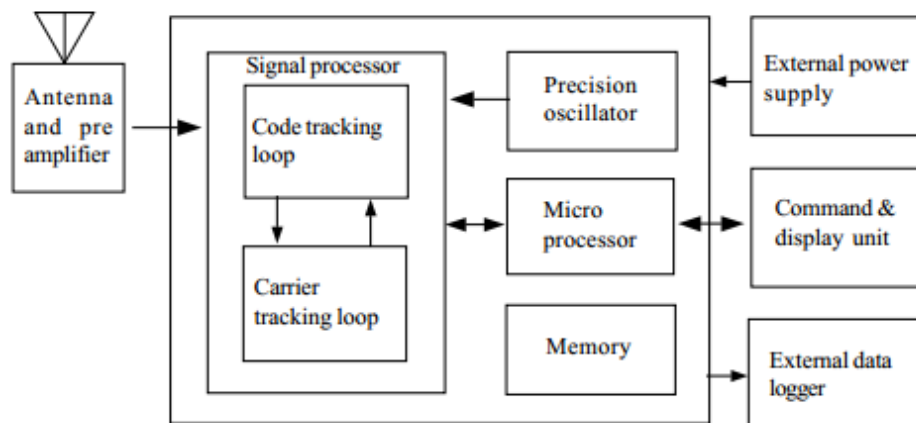 Antenna
and pre
amplifier
Signal processor
Code tracking
loop
Carrier
tracking loop
Precision
oscillator
Micro
processor
Memory
External power
supply
Command &
display unit
External data
logger